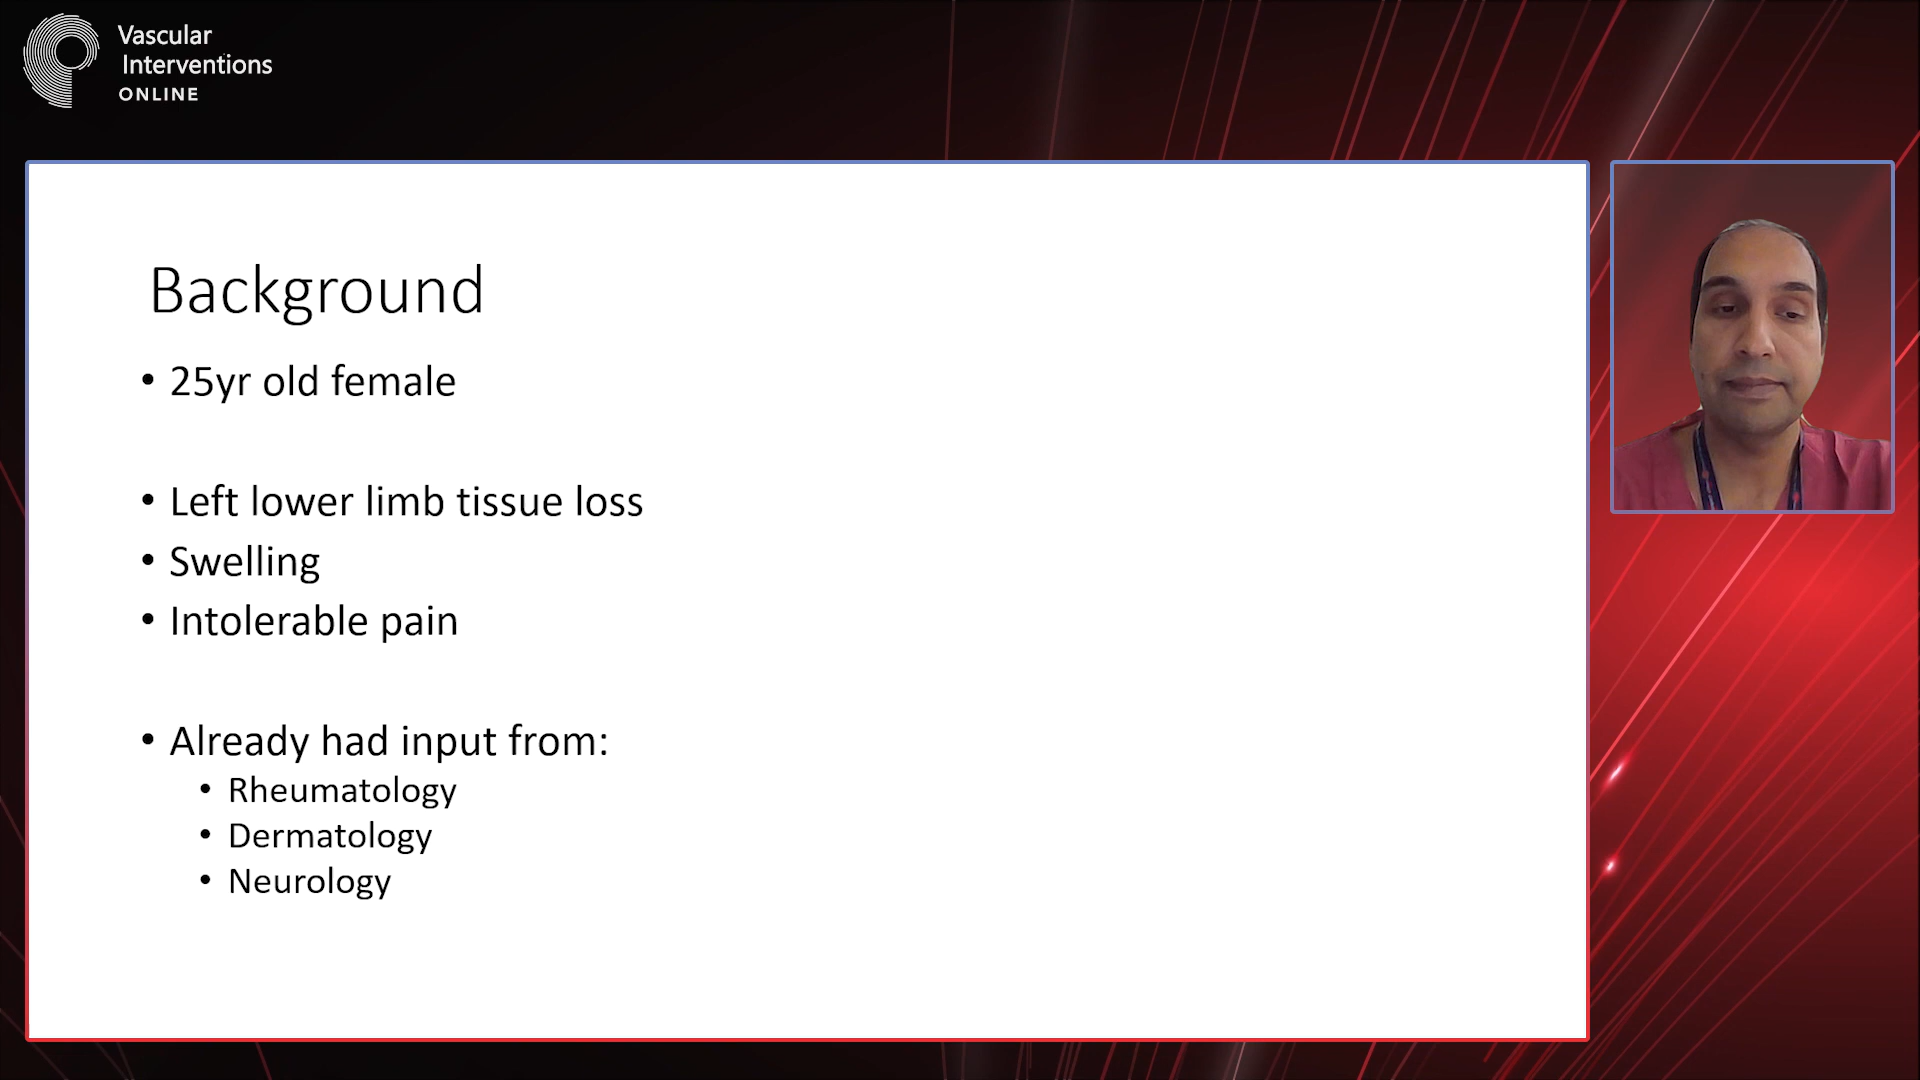 Vascular
Interventions
ONLINE
Background
• 25yr old female
• Left lower limb tissue loss
• Swelling
• Intolerable pain
• Already had input from:
• Rheumatology
• Dermatology
• Neurology